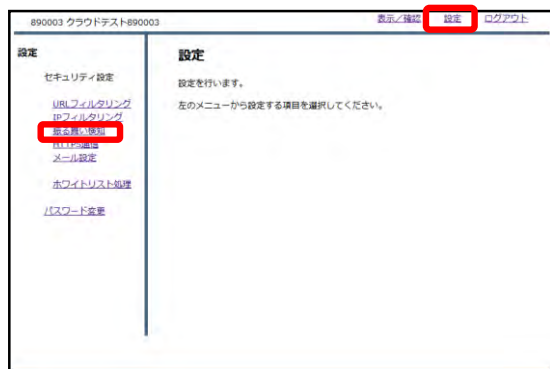 890003 クラウドテスト890003
表示/確認 設定 ログアウト
設定
セキュリティ設定
URLフィルタリング
IPフィルタリング
振る舞い検知
HTTPS通信
メール設定
ホワイトリスト処理
パスワード変更
設定
設定を行います。
左のメニューから設定する項目を選択してください。